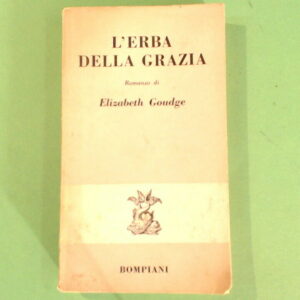 L'ERBA
DELLA GRAZIA
Romanzo di
Elizabeth Goudge
BOMPIANI